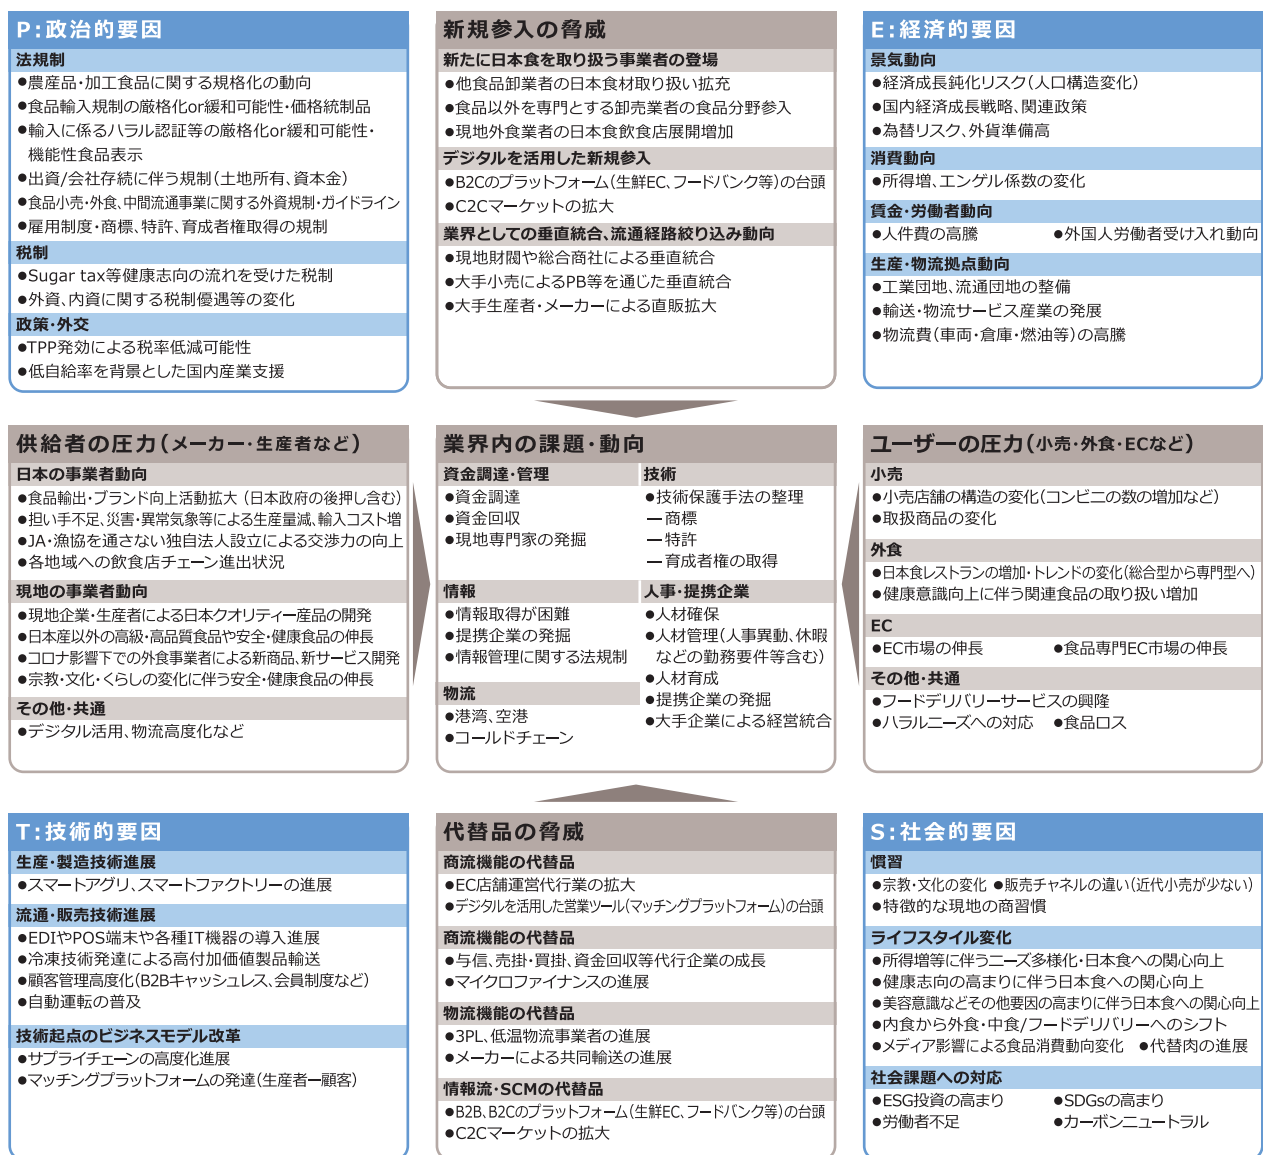 P:政治的要因
法規制
●農産品・加工食品に関する規格化の動向
●食品輸入規制の厳格化or緩和可能性・価格統制品
●輸入に係るハラル認証等の厳格化or緩和可能性・
機能性食品表示
●出資/会社存続に伴う規制(土地所有、資本金)
●食品小売・外食、中間流通事業に関する外資規制・ガイドライン
●雇用制度・商標、特許、育成者権取得の規制
税制
●Sugar tax等健康志向の流れを受けた税制
●外資、内資に関する税制優遇等の変化
政策・外交
●TPP発効による税率低減可能性
●低自給率を背景とした国内産業支援
新規参入の脅威
新たに日本食を取り扱う事業者の登場
●他食品卸業者の日本食材取り扱い拡充
●食品以外を専門とする卸売業者の食品分野参入
●現地外食業者の日本食飲食店展開増加
デジタルを活用した新規参入
●B2Cのプラットフォーム(生鮮EC、フードバンク等)の台頭
●C2Cマーケットの拡大
業界としての垂直統合、流通経路絞り込み動向
●現地財閥や総合商社による垂直統合
●大手小売によるPB等を通じた垂直統合
●大手生産者・メーカーによる直販拡大
E:経済的要因
景気動向
●経済成長鈍化リスク(人口構造変化)
●国内経済成長戦略、関連政策
●為替リスク、外貨準備高
消費動向
●所得増、エンゲル係数の変化
賃金・労働者動向
●人件費の高騰 ●外国人労働者受け入れ動向
生産・物流拠点動向
●工業団地、流通団地の整備
●輸送・物流サービス産業の発展
●物流費(車両・倉庫・燃油等)の高騰
供給者の圧力(メーカー・生産者など)
日本の事業者動向
●食品輸出・ブランド向上活動拡大 (日本政府の後押し含む)
●担い手不足、災害・異常気象等による生産量減、輸入コスト増
●JA・漁協を通さない独自法人設立による交渉力の向上
●各地域への飲食店チェーン進出状況
現地の事業者動向
●現地企業・生産者による日本クオリティー産品の開発
●日本産以外の高級・高品質食品や安全・健康食品の伸長
●コロナ影響下での外食事業者による新商品、新サービス開発
●宗教・文化・くらしの変化に伴う安全・健康食品の伸長
その他・共通
●デジタル活用、物流高度化など
業界内の課題・動向
資金調達・管理
●資金調達
●資金回収
●現地専門家の発掘
情報
●情報取得が困難
●提携企業の発掘
●情報管理に関する法規制
物流
●港湾、空港
●コールドチェーン
技術
●技術保護手法の整理
―商標
―特許
―育成者権の取得
人事・提携企業
●人材確保
●人材管理(人事異動、休暇
などの勤務要件等含む)
●人材育成
●提携企業の発掘
●大手企業による経営統合
ユーザーの圧力(小売・外食・ECなど)
小売
●小売店舗の構造の変化(コンビニの数の増加など)
●取扱商品の変化
外食
●日本食レストランの増加・トレンドの変化(総合型から専門型へ)
●健康意識向上に伴う関連食品の取り扱い増加
EC
●EC市場の伸長 ●食品専門EC市場の伸長
その他・共通
●フードデリバリーサービスの興隆
●ハラルニーズへの対応 ●食品ロス
T:技術的要因
生産・製造技術進展
●スマートアグリ、スマートファクトリーの進展
流通・販売技術進展
●EDIやPOS端末や各種IT機器の導入進展
●冷凍技術発達による高付加価値製品輸送
●顧客管理高度化(B2Bキャッシュレス、会員制度など)
●自動運転の普及
技術起点のビジネスモデル改革
●サプライチェーンの高度化進展
●マッチングプラットフォームの発達(生産者ー顧客)
代替品の脅威
商流機能の代替品
●EC店舗運営代行業の拡大
●デジタルを活用した営業ツール(マッチングプラットフォーム)の台頭
商流機能の代替品
●与信、売掛・買掛、資金回収等代行企業の成長
●マイクロファイナンスの進展
物流機能の代替品
●3PL、低温物流事業者の進展
●メーカーによる共同輸送の進展
情報流・SCMの代替品
●B2B、B2Cのプラットフォーム(生鮮EC、フードバンク等)の台頭
●C2Cマーケットの拡大
S:社会的要因
慣習
●宗教・文化の変化 ●販売チャネルの違い(近代小売が少ない)
●特徴的な現地の商習慣
ライフスタイル変化
●所得増等に伴うニーズ多様化・日本食への関心向上
●健康志向の高まりに伴う日本食への関心向上
●美容意識などその他要因の高まりに伴う日本食への関心向上
●内食から外食・中食/フードデリバリーへのシフト
●メディア影響による食品消費動向変化 ●代替肉の進展
社会課題への対応
●ESG投資の高まり ●SDGsの高まり
●労働者不足 ●カーボンニュートラル